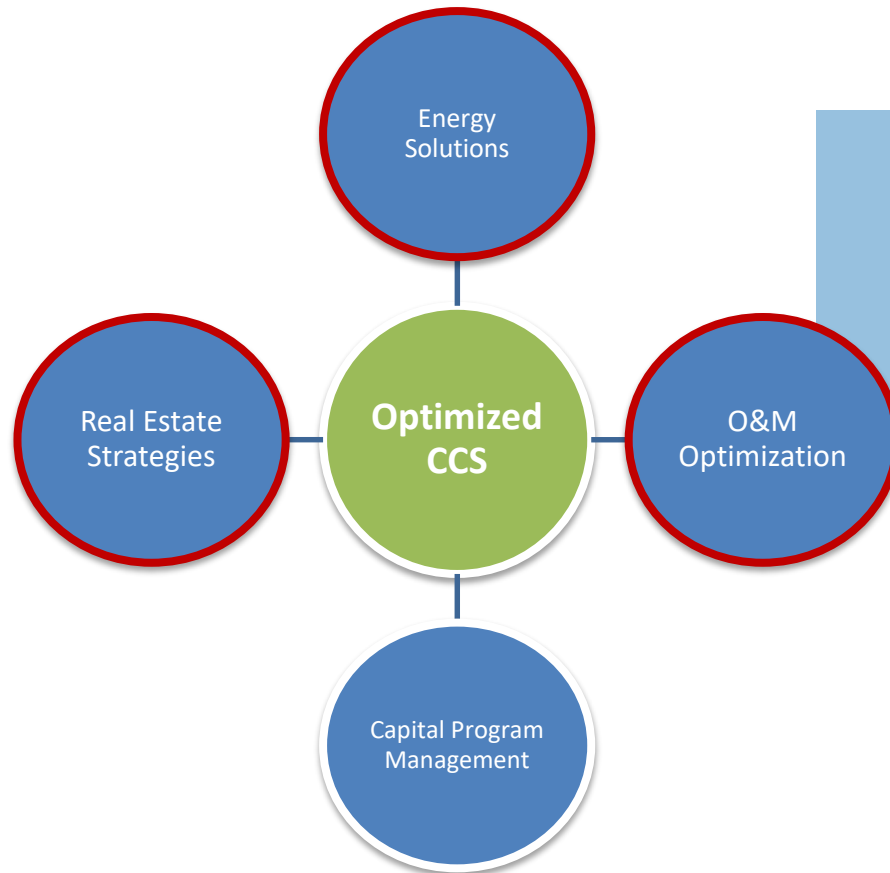 Energy
Solutions
Real Estate
Strategies
Optimized
CCS
O&M
Optimization
Capital Program
Management